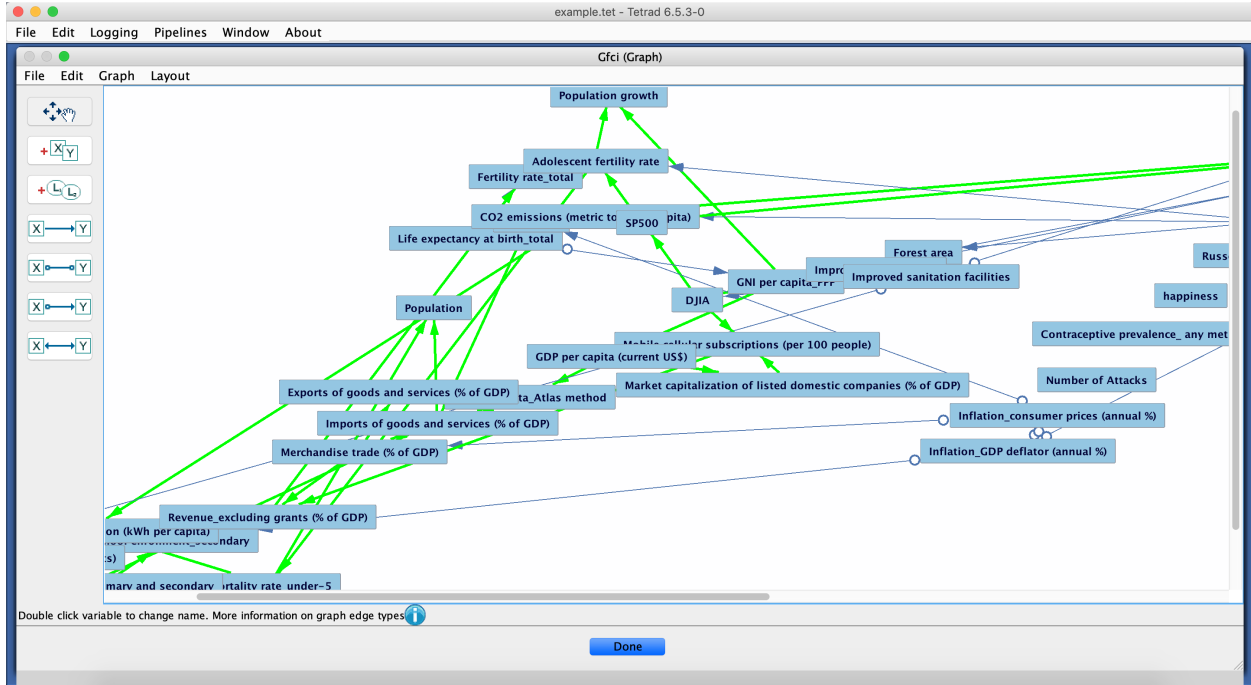 example.tet - Tetrad 6.5.3-0
File Edit Logging Pipelines Window About
Gfci (Graph)
File Edit Graph Layout
+ X Y
+ L L₂
X Y
X Y
X Y
X Y
Population growth
Adolescent fertility rate
Fertility rate_total
CO2 emissions (metric to pita)
SP500
Life expectancy at birth_total
Forest area
Russ
Impro
Improved sanitation facilities
GNI per capita_PPP
happiness
DJIA
Population
Contraceptive prevalence_ any met
Mobile cellular subscriptions (per 100 people)
GDP per capita (current US$)
Number of Attacks
Market capitalization of listed domestic companies (% of GDP)
Exports of goods and services (% of GDP)
ta_Atlas method
Inflation_consumer prices (annual %)
Imports of goods and services (% of GDP)
Merchandise trade (% of GDP)
Inflation_GDP deflator (annual %)
Revenue_excluding grants (% of GDP)
on (kWh per capita)
enrollment_secondary
:s)
mary and secondary
rtality rate_under-5
Double click variable to change name. More information on graph edge types
Done